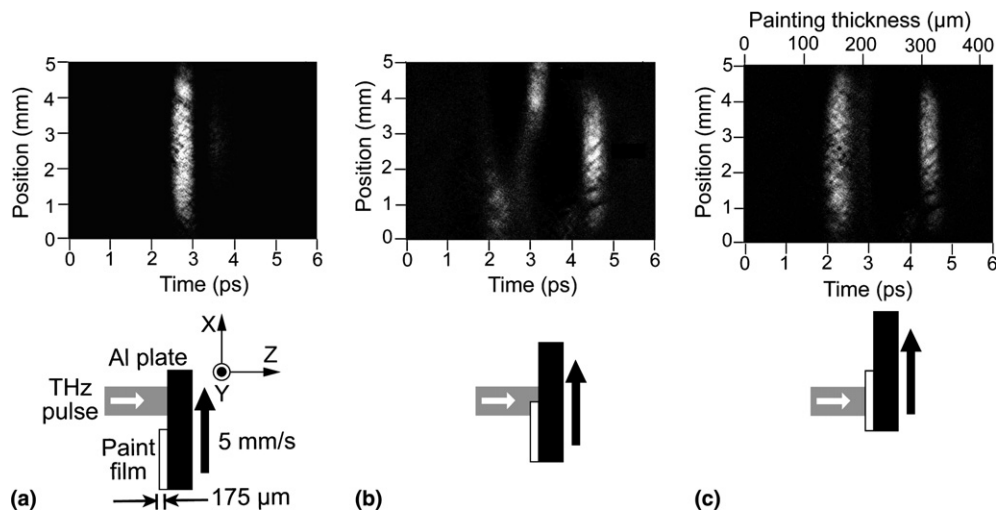 Painting thickness (µm)
0 100 200 300 400
5 4 3 2 1 0
Position (mm)
0 1 2 3 4 5 6
Time (ps)
5 4 3 2 1 0
Position (mm)
0 1 2 3 4 5 6
Time (ps)
5 4 3 2 1 0
Position (mm)
0 1 2 3 4 5 6
Time (ps)
X
Al plate
Z
Y
THz
pulse
5 mm/s
Paint
film
175 µm
(a)
(b)
(c)